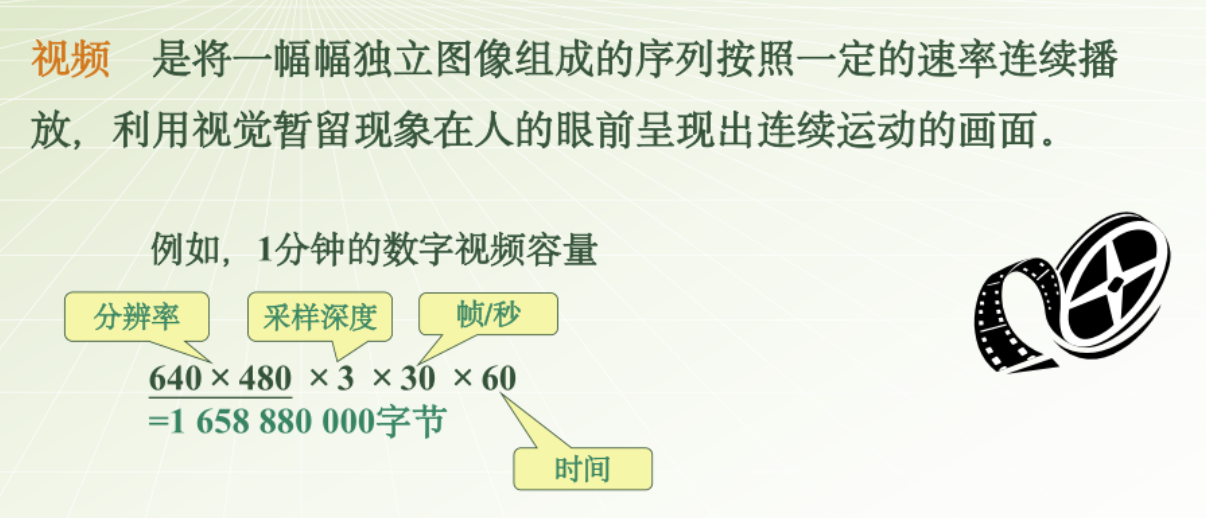 视频 是将一幅幅独立图像组成的序列按照一定的速率连续播
放，利用视觉暂留现象在人的眼前呈现出连续运动的画面。
例如，1分钟的数字视频容量
分辨率 采样深度 帧/秒
640 × 480 × 3 × 30 × 60
=1 658 880 000字节
时间